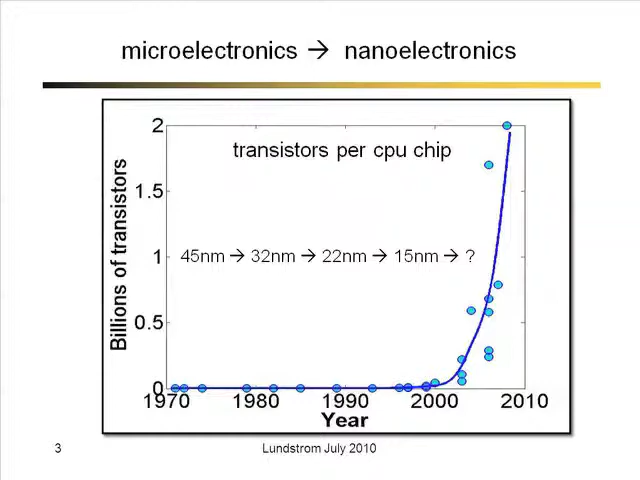 microelectronics → nanoelectronics
transistors per cpu chip
45nm → 32nm → 22nm → 15nm → ?
Billions of transistors
2
1.5
1
0.5
0
1970 1980 1990 2000 2010
Year
3 Lundstrom July 2010